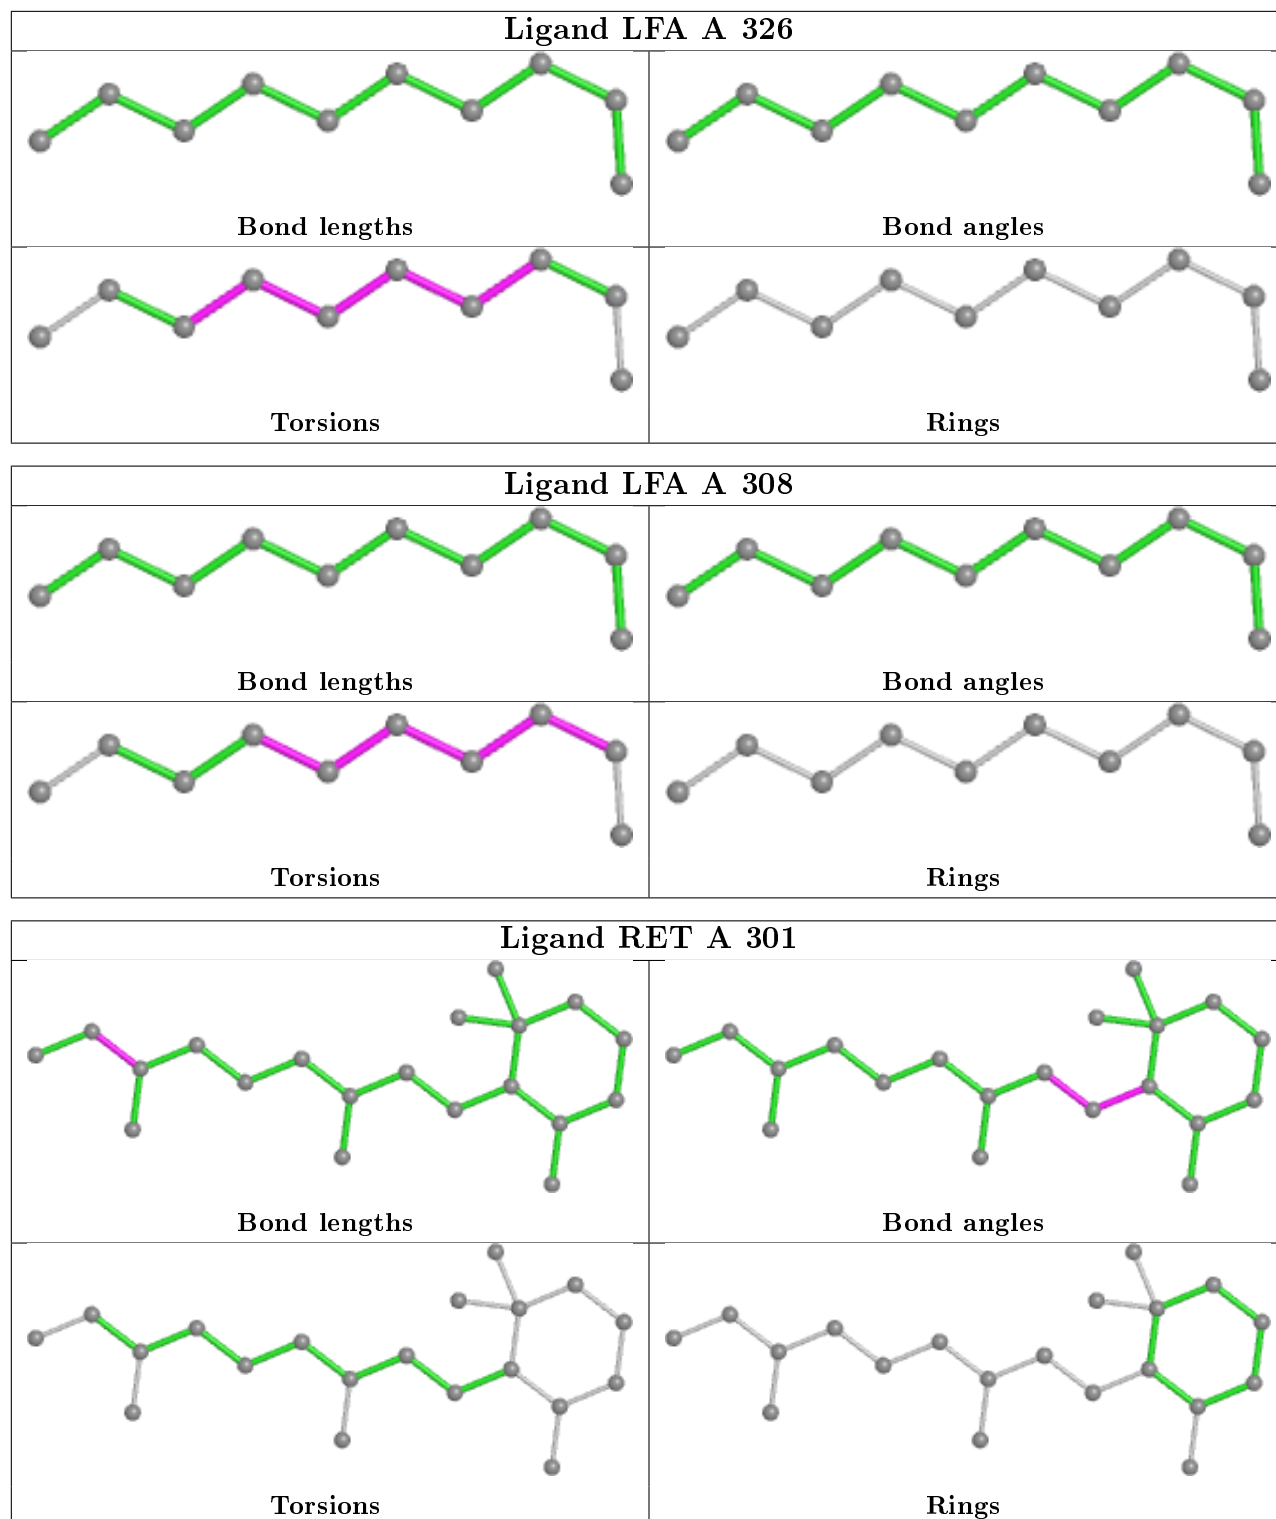 Ligand LFA A 326
Bond lengths
Bond angles
Torsions
Rings
Ligand LFA A 308
Bond lengths
Bond angles
Torsions
Rings
Ligand RET A 301
Bond lengths
Bond angles
Torsions
Rings